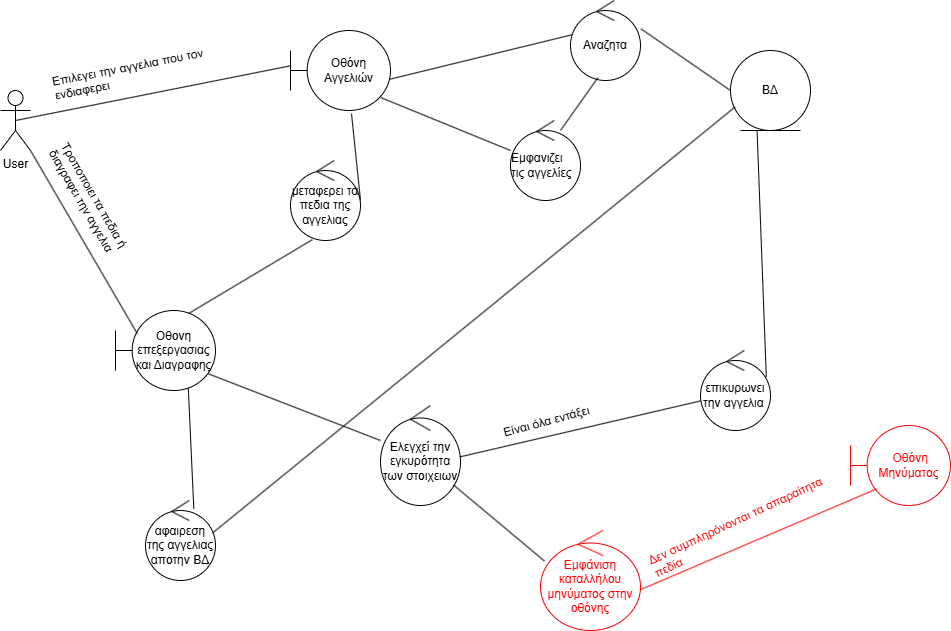 Αναζητα
Οθόνη
Αγγελιών
Επιλεγει την αγγελια που τον
ενδιαφερει
ΒΔ
User
Εμφανιζει
τις αγγελίες
Τροποποιει τα πεδια ή
διαγραφει την αγγελια
μεταφερει τα
πεδια της
αγγελιας
Οθονη
επεξεργασιας
και Διαγραφης
επικυρωνει
την αγγελια
Είναι όλα εντάξει
Ελεγχεί την
εγκυρότητα
των στοιχειων
Οθόνη
Μηνύματος
Δεν συμπληρόνονται τα απαραίτητα
πεδία
αφαιρεση
της αγγελιας
αποτην ΒΔ
Εμφάνιση
καταλλήλου
μηνύματος στην
οθόνης